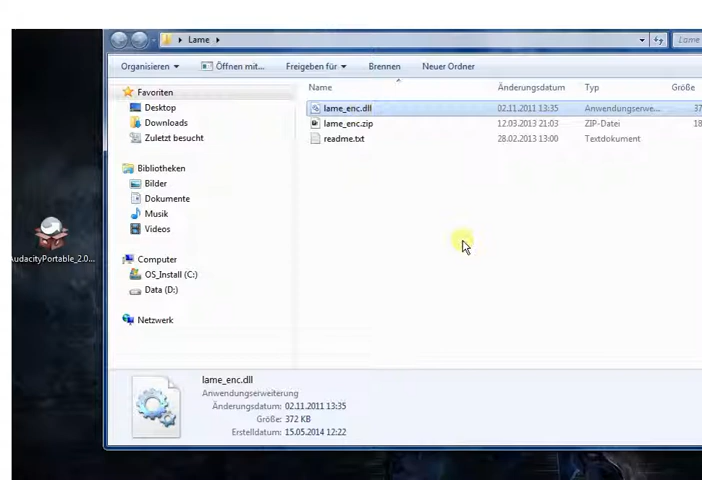 Lame
Lame
Organisieren
Öffnen mit...
Freigeben für
Brennen
Neuer Ordner
Name
Änderungsdatum
Typ
Größe
Favoriten
Desktop
Downloads
Zuletzt besucht
Bibliotheken
Bilder
Dokumente
Musik
Videos
Computer
OS_Install (C:)
Data (D:)
Netzwerk
lame_enc.dll
02.11.2011 13:35
Anwendungserwe...
37
lame_enc.zip
12.03.2013 21:03
ZIP-Datei
18
readme.txt
28.02.2013 13:00
Textdokument
udacityPortable_2.0...
lame_enc.dll
Anwendungserweiterung
Änderungsdatum: 02.11.2011 13:35
Größe: 372 KB
Erstelldatum: 15.05.2014 12:22